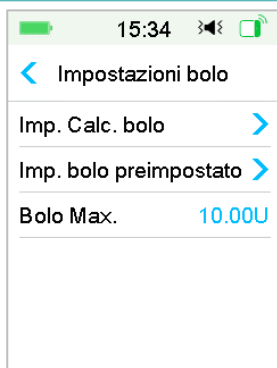 15:34
Impostazioni bolo
Imp. Calc. bolo
Imp. bolo preimpostato
Bolo Max. 10.00U